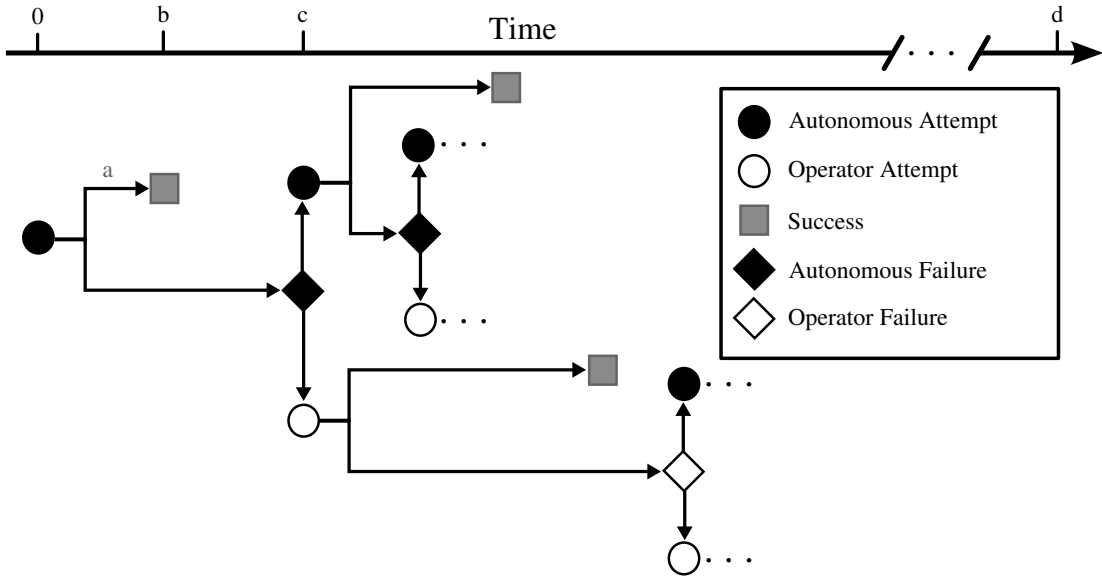 0 b c Time d
. . .
a
. . .
. . .
. . .
. . .
Autonomous Attempt
Operator Attempt
Success
Autonomous Failure
Operator Failure